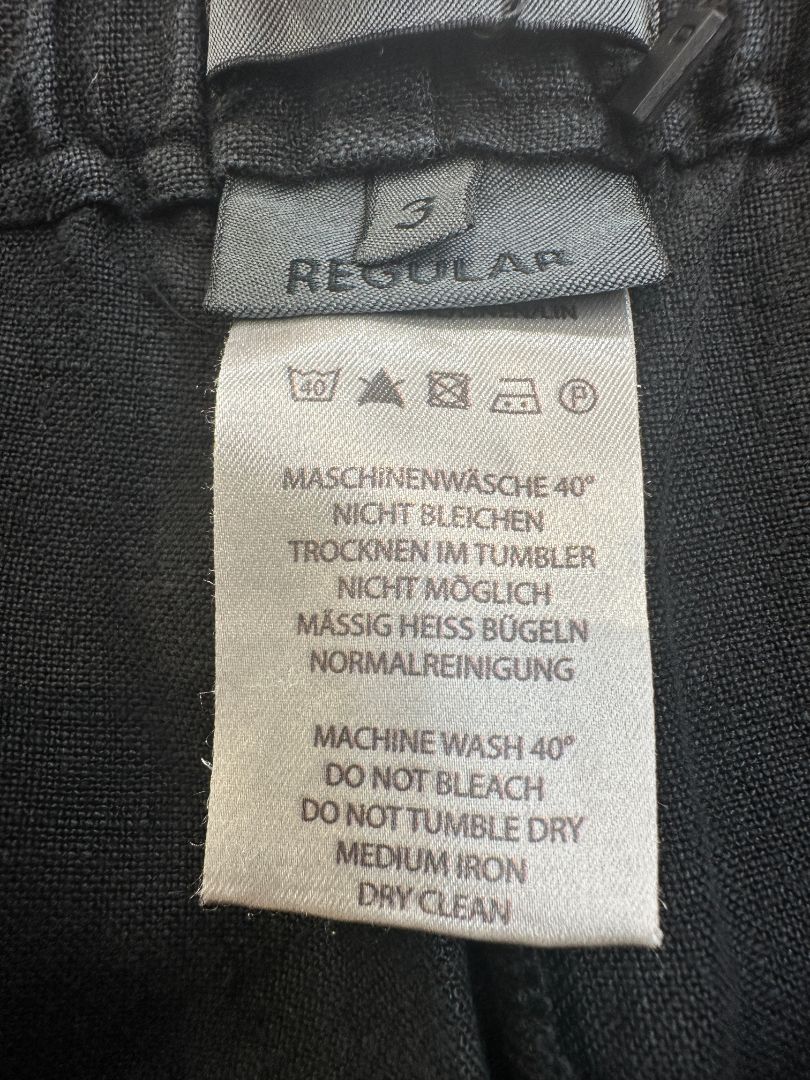 3
REGULAR
40
P
MASCHINENWÄSCHE 40°
NICHT BLEICHEN
TROCKNEN IM TUMBLER
NICHT MÖGLICH
MÄSSIG HEISS BÜGELN
NORMALREINIGUNG
MACHINE WASH 40°
DO NOT BLEACH
DO NOT TUMBLE DRY
MEDIUM IRON
DRY CLEAN